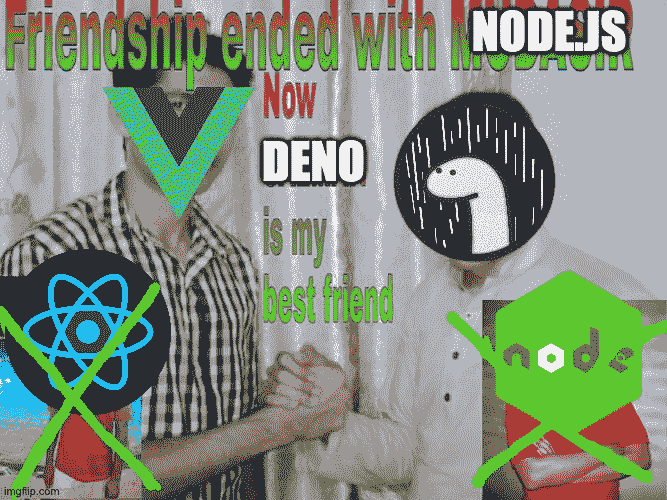 Friendship ended with NODE.JS
Now
DENO
is my
best friend
node
imgflip.com